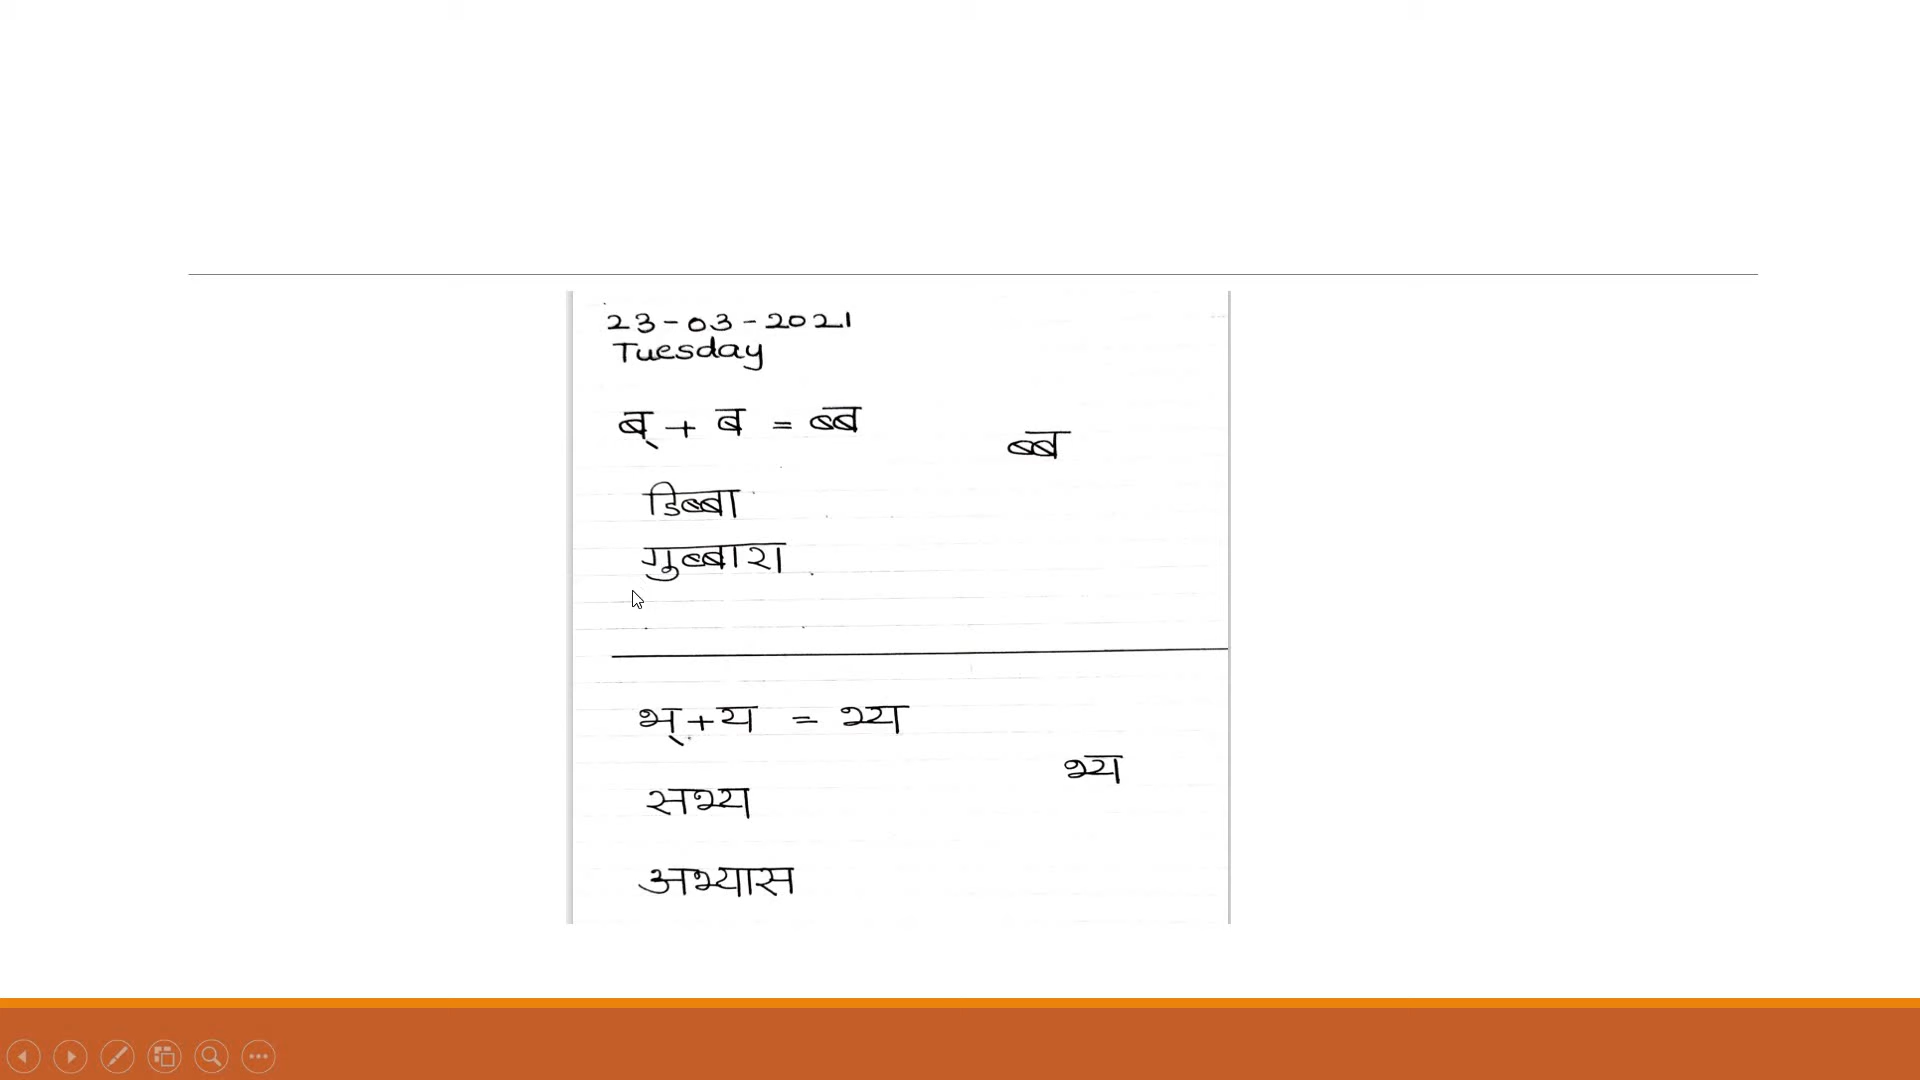 23-03-2021
Tuesday
ब् + ब = ब्ब
ब्ब
डिब्बा
गुब्बारा
भ् + य = भ्य
भ्य
सभ्य
अभ्यास